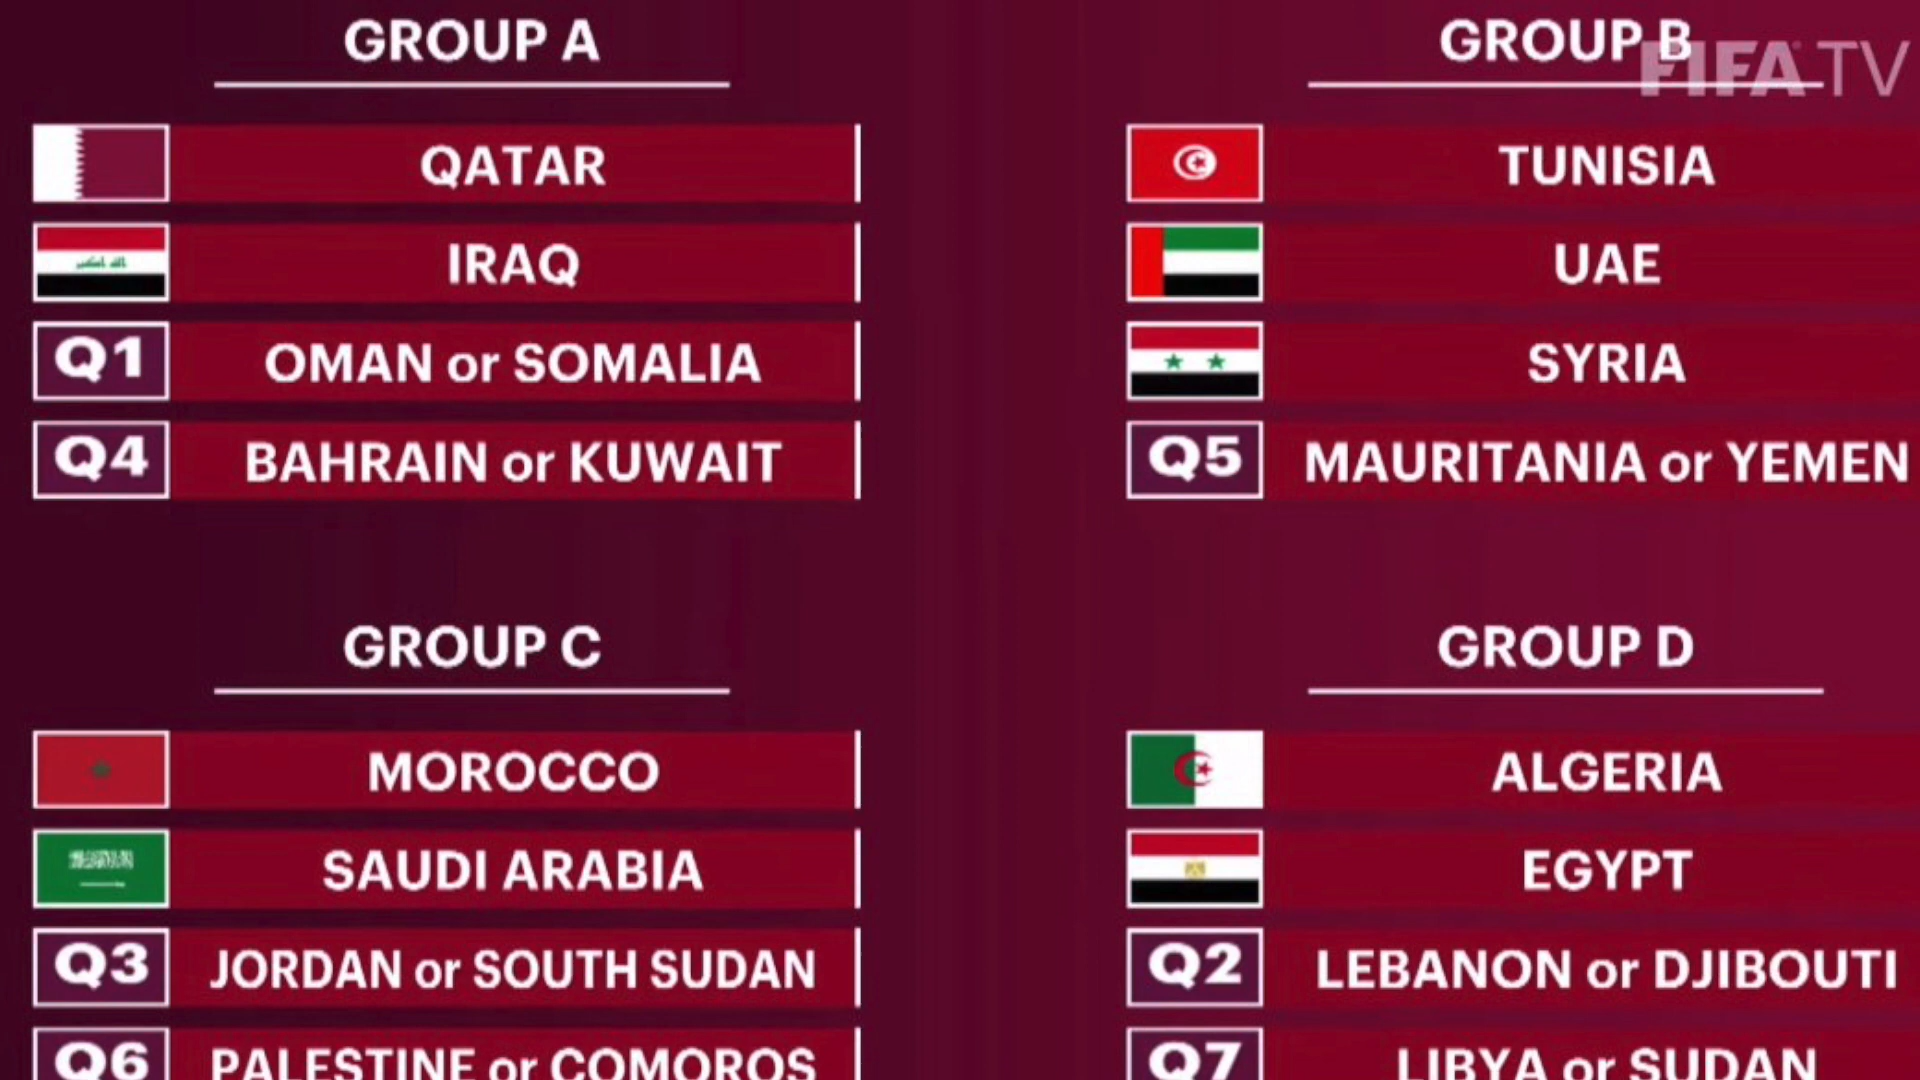 GROUP A
QATAR
IRAQ
Q1 OMAN or SOMALIA
Q4 BAHRAIN or KUWAIT
GROUP B
FIFA TV
TUNISIA
UAE
SYRIA
Q5 MAURITANIA or YEMEN
GROUP C
MOROCCO
SAUDI ARABIA
Q3 JORDAN or SOUTH SUDAN
Q6 PALESTINE or COMOROS
GROUP D
ALGERIA
EGYPT
Q2 LEBANON or DJIBOUTI
Q7 LIBYA or SUDAN